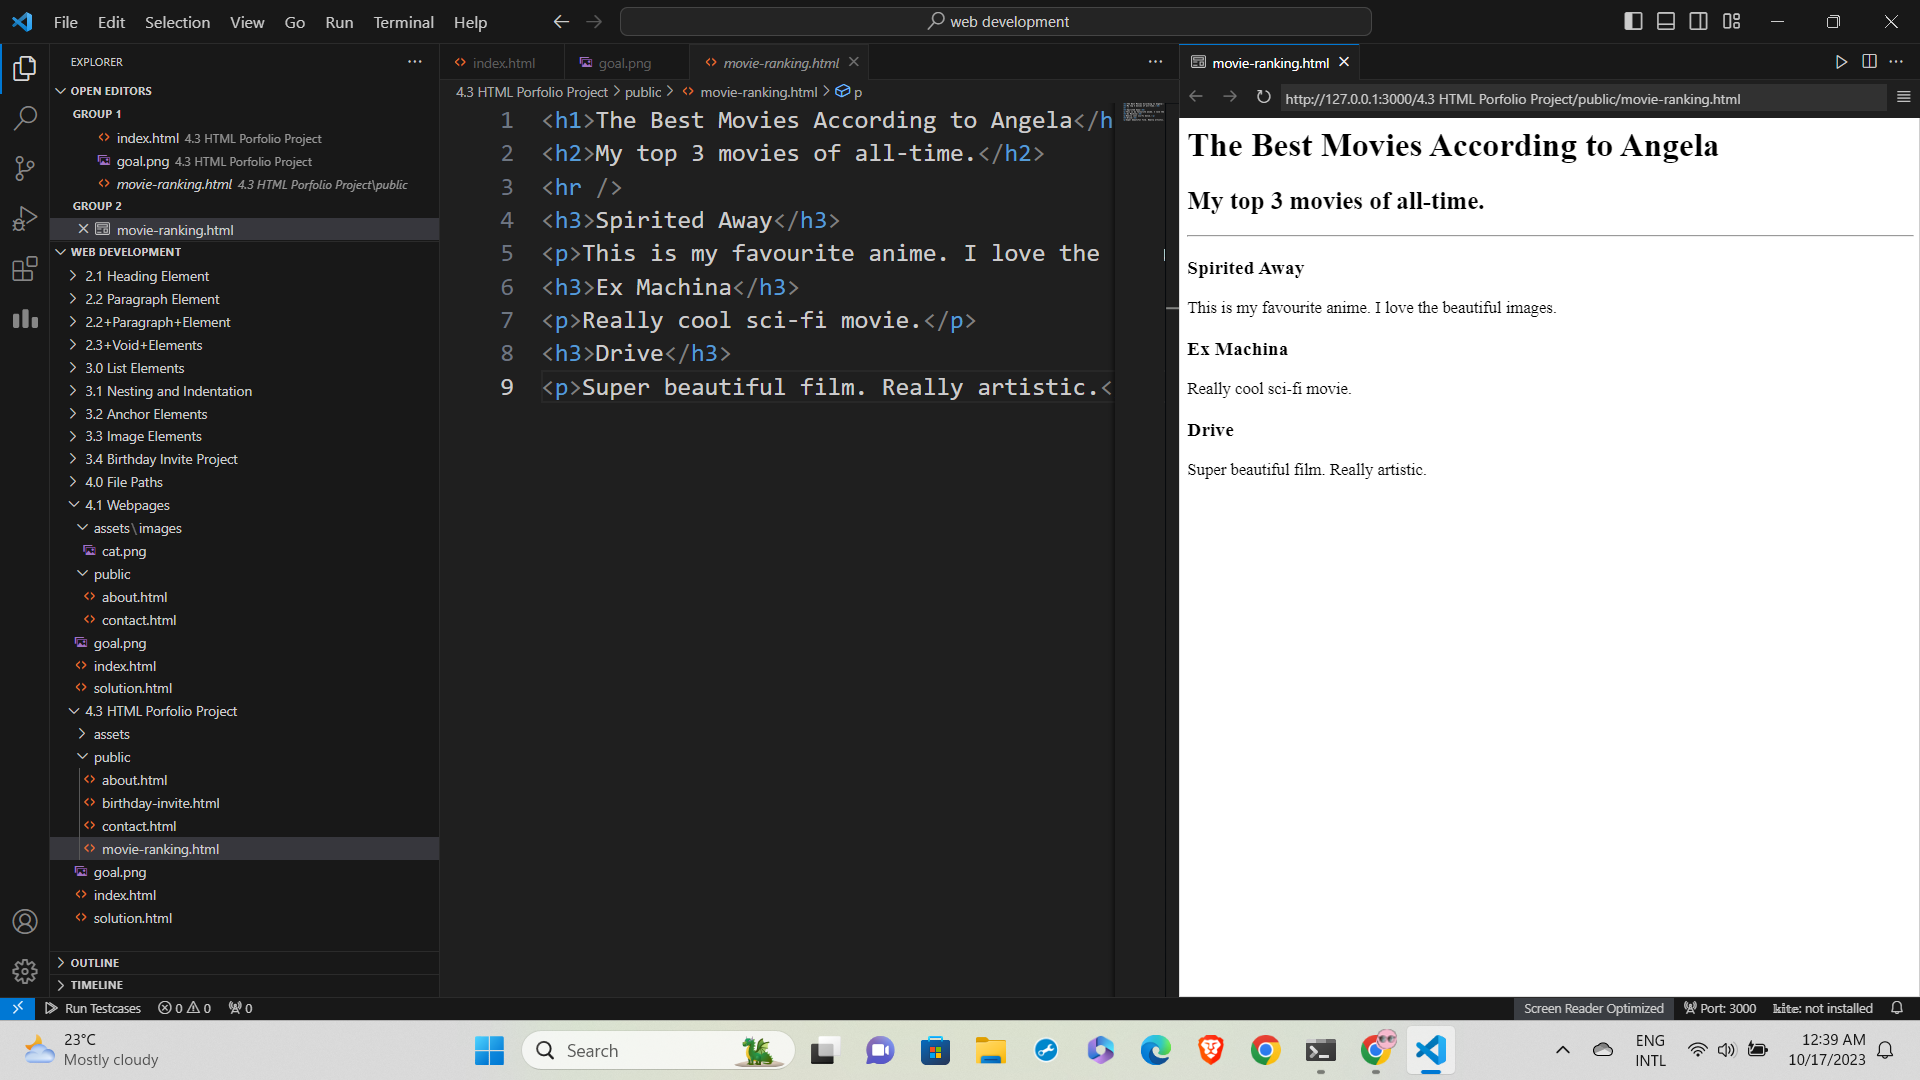 File Edit Selection View Go Run Terminal Help
web development
EXPLORER
OPEN EDITORS
GROUP 1
index.html 4.3 HTML Porfolio Project
goal.png 4.3 HTML Porfolio Project
movie-ranking.html 4.3 HTML Porfolio Project\public
GROUP 2
movie-ranking.html
WEB DEVELOPMENT
2.1 Heading Element
2.2 Paragraph Element
2.2+Paragraph+Element
2.3+Void+Elements
3.0 List Elements
3.1 Nesting and Indentation
3.2 Anchor Elements
3.3 Image Elements
3.4 Birthday Invite Project
4.0 File Paths
4.1 Webpages
assets\images
cat.png
public
about.html
contact.html
goal.png
index.html
solution.html
4.3 HTML Porfolio Project
assets
public
about.html
birthday-invite.html
contact.html
movie-ranking.html
goal.png
index.html
solution.html
OUTLINE
TIMELINE
index.html goal.png movie-ranking.html
4.3 HTML Porfolio Project > public > movie-ranking.html > p
1 <h1>The Best Movies According to Angela</h
2 <h2>My top 3 movies of all-time.</h2>
3 <hr />
4 <h3>Spirited Away</h3>
5 <p>This is my favourite anime. I love the
6 <h3>Ex Machina</h3>
7 <p>Really cool sci-fi movie.</p>
8 <h3>Drive</h3>
9 <p>Super beautiful film. Really artistic.<
movie-ranking.html
http://127.0.0.1:3000/4.3 HTML Porfolio Project/public/movie-ranking.html
The Best Movies According to Angela
My top 3 movies of all-time.
Spirited Away
This is my favourite anime. I love the beautiful images.
Ex Machina
Really cool sci-fi movie.
Drive
Super beautiful film. Really artistic.
Run Testcases 0 0 0
Screen Reader Optimized Port: 3000 kite: not installed
23°C
Mostly cloudy
Search
ENG
INTL
12:39 AM
10/17/2023